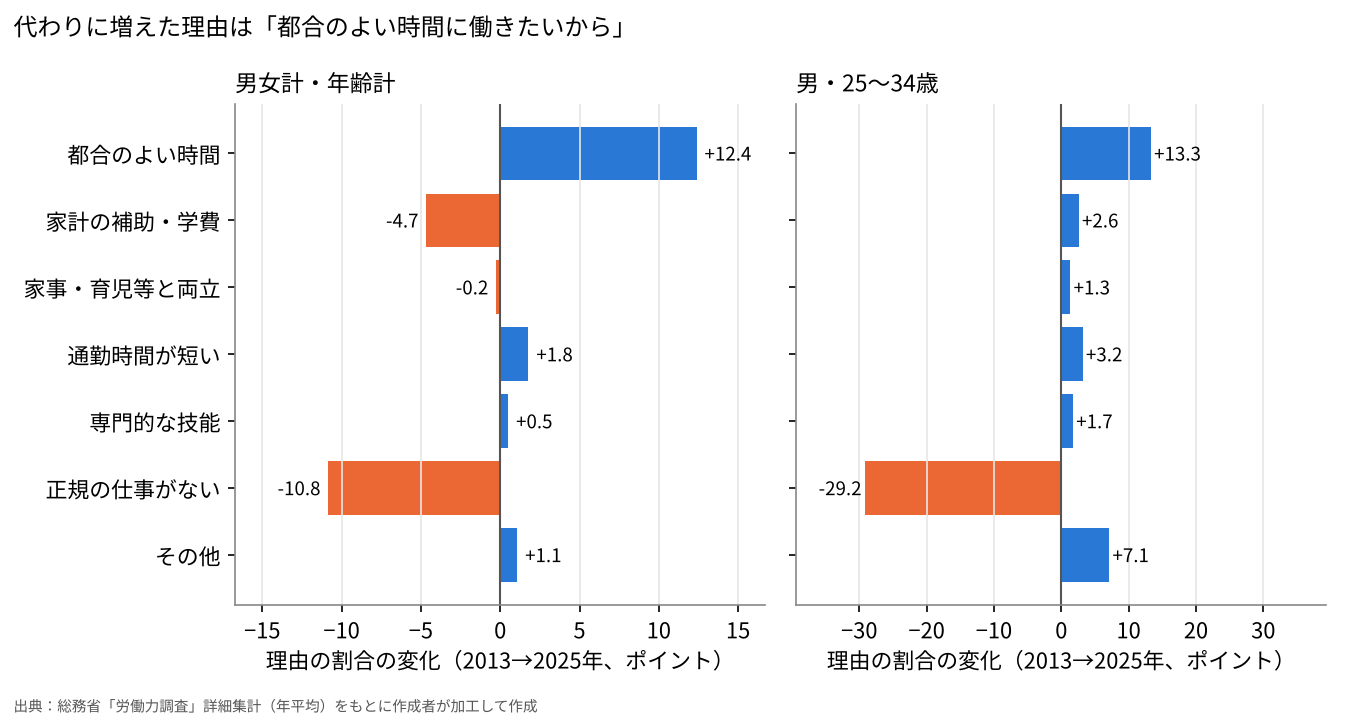 代わりに増えた理由は「都合のよい時間に働きたいから」
男女計・年齢計
都合のよい時間
+12.4
家計の補助・学費
-4.7
家事・育児等と両立
-0.2
通勤時間が短い
+1.8
専門的な技能
+0.5
正規の仕事がない
-10.8
その他
+1.1
−15 −10 −5 0 5 10 15
理由の割合の変化（2013→2025年、ポイント）
男・25〜34歳
+13.3
+2.6
+1.3
+3.2
+1.7
-29.2
+7.1
−30 −20 −10 0 10 20 30
理由の割合の変化（2013→2025年、ポイント）
出典：総務省「労働力調査」詳細集計（年平均）をもとに作成者が加工して作成